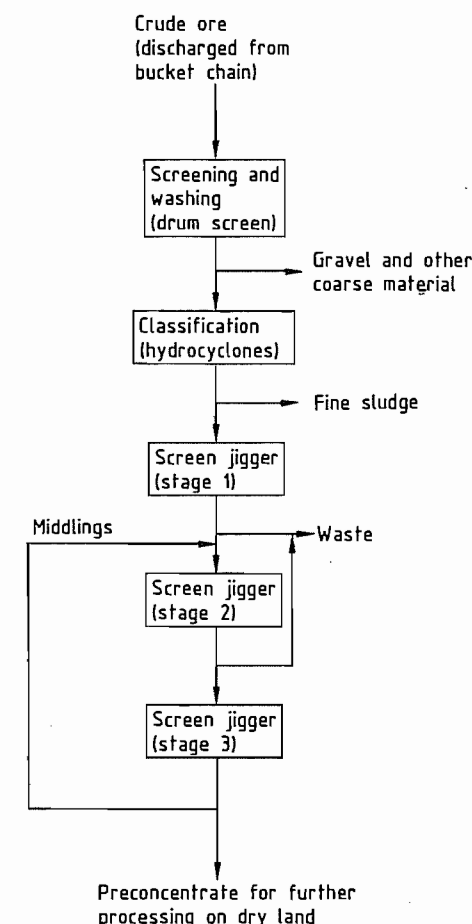 Crude ore
(discharged from
bucket chain)
Screening and
washing
(drum screen)
Gravel and other
coarse material
Classification
(hydrocyclones)
Fine sludge
Screen jigger
(stage 1)
Middlings
Waste
Screen jigger
(stage 2)
Screen jigger
(stage 3)
Preconcentrate for further
processing on dry land